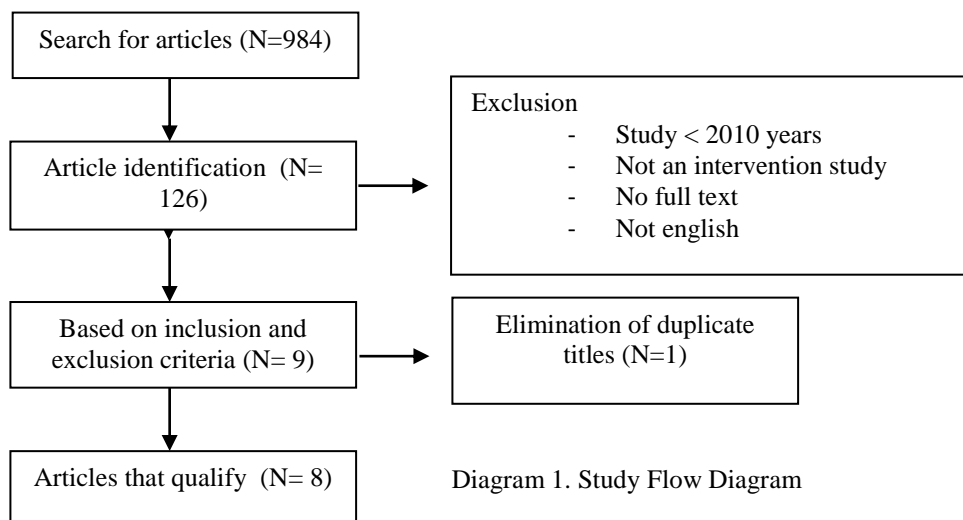 Search for articles (N=984)
Exclusion
- Study < 2010 years
- Not an intervention study
- No full text
- Not english
Article identification (N=
126)
Based on inclusion and
exclusion criteria (N= 9)
Elimination of duplicate
titles (N=1)
Articles that qualify (N= 8)
Diagram 1. Study Flow Diagram